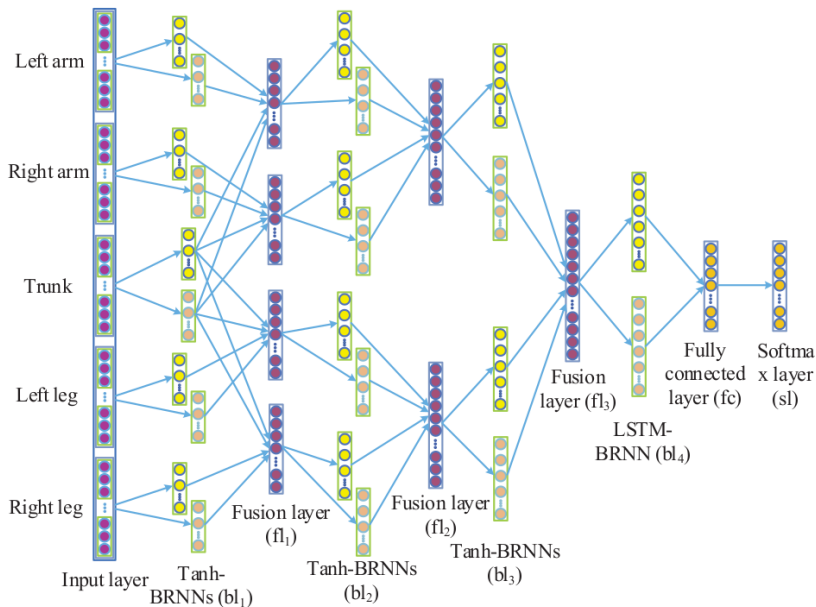 Left arm
Right arm
Trunk
Left leg
Right leg
Input layer
Tanh-
BRNNs (bl1)
Fusion layer
(fl1)
Tanh-BRNNs
(bl2)
Fusion layer
(fl2)
Tanh-BRNNs
(bl3)
Fusion
layer (fl3)
LSTM-
BRNN (bl4)
Fully
connected
layer (fc)
Softma
x layer
(sl)